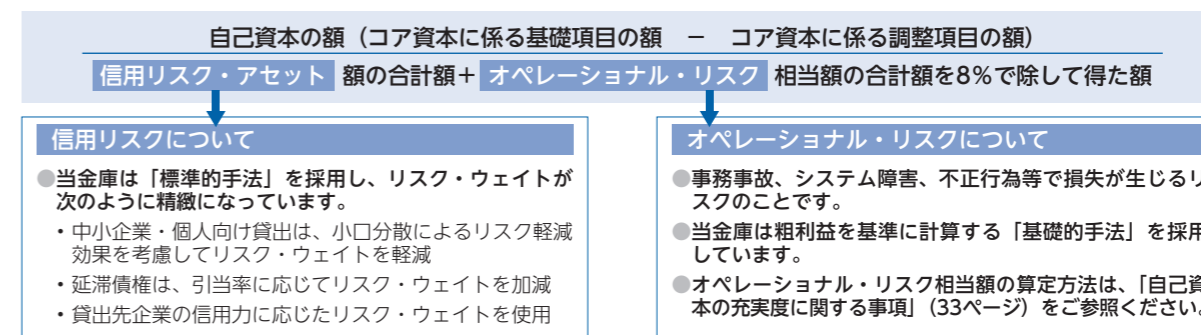 自己資本の額（コア資本に係る基礎項目の額　－　コア資本に係る調整項目の額）
信用リスク・アセット 額の合計額＋ オペレーショナル・リスク 相当額の合計額を8％で除して得た額
信用リスクについて
●当金庫は「標準的手法」を採用し、リスク・ウェイトが
次のように精緻になっています。
・中小企業・個人向け貸出は、小口分散によるリスク軽減
効果を考慮してリスク・ウェイトを軽減
・延滞債権は、引当率に応じてリスク・ウェイトを加減
・貸出先企業の信用力に応じたリスク・ウェイトを使用
オペレーショナル・リスクについて
●事務事故、システム障害、不正行為等で損失が生じるリ
スクのことです。
●当金庫は粗利益を基準に計算する「基礎的手法」を採用
しています。
●オペレーショナル・リスク相当額の算定方法は、「自己資
本の充実度に関する事項」（33ページ）をご参照ください。